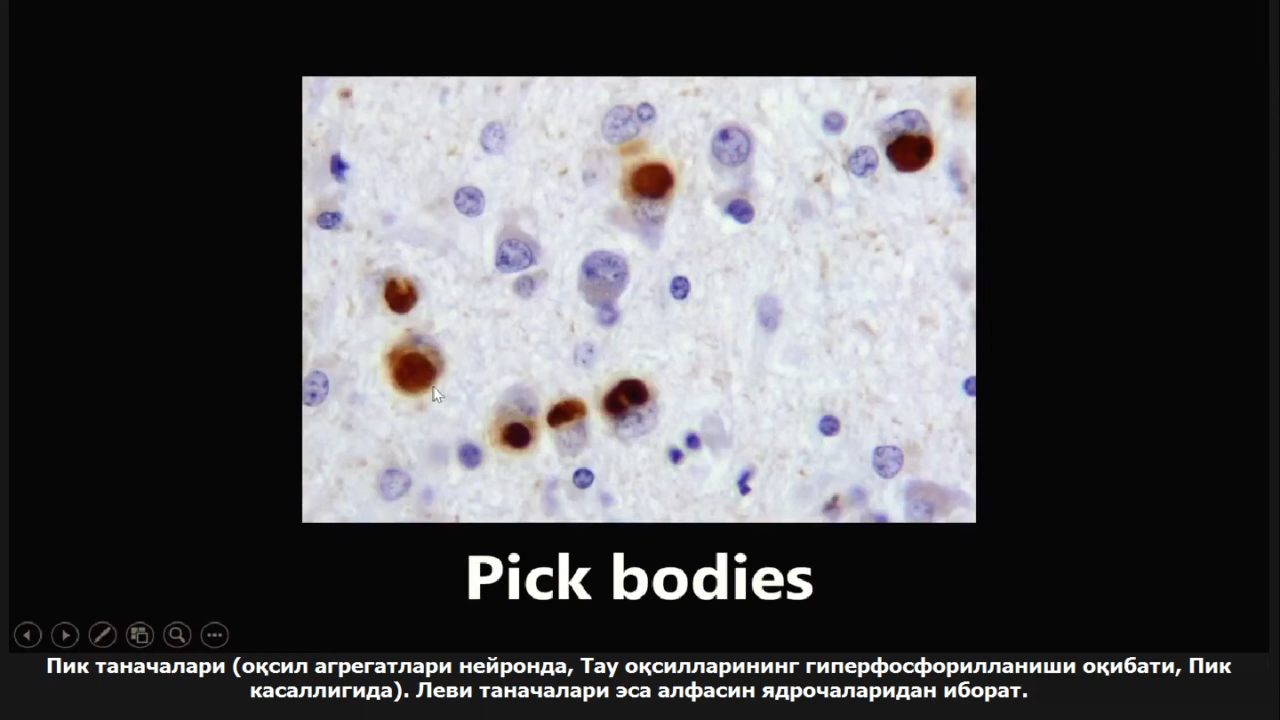 Pick bodies
Пик таначалари (оқсил агрегатлари нейронда, Тау оқсилларининг гиперфосфорилланиши оқибати, Пик
касаллигида). Леви таначалари эса алфасин ядрочаларидан иборат.